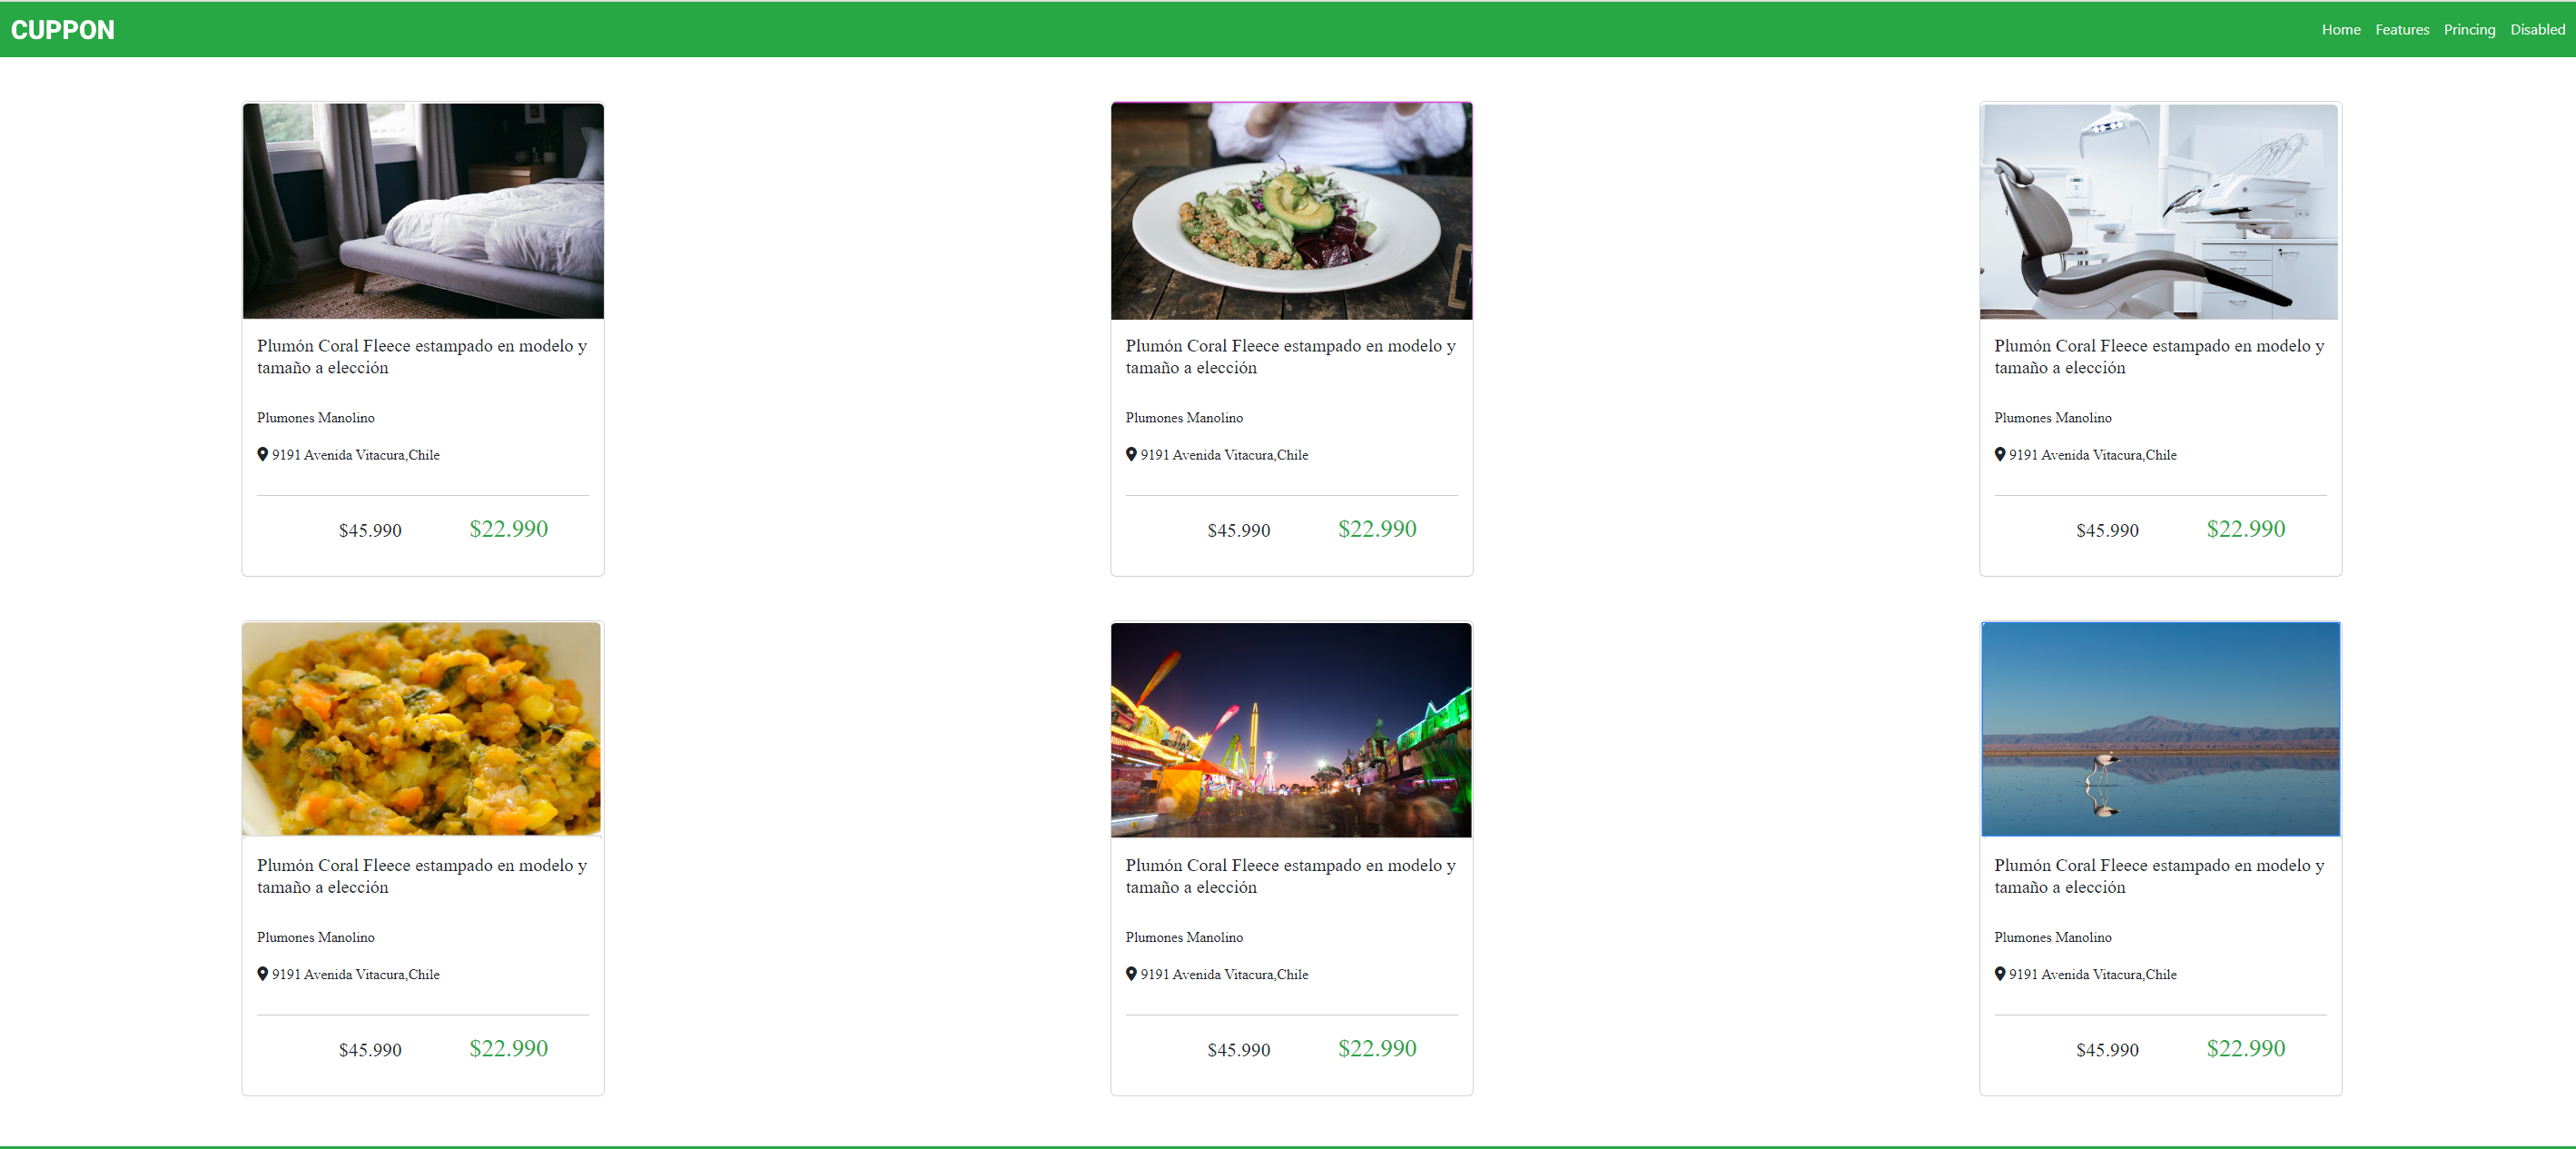 CUPPON
Home Features Princing Disabled
Plumón Coral Fleece estampado en modelo y
tamaño a elección
Plumones Manolino
9191 Avenida Vitacura,Chile
$45.990 $22.990
Plumón Coral Fleece estampado en modelo y
tamaño a elección
Plumones Manolino
9191 Avenida Vitacura,Chile
$45.990 $22.990
Plumón Coral Fleece estampado en modelo y
tamaño a elección
Plumones Manolino
9191 Avenida Vitacura,Chile
$45.990 $22.990
Plumón Coral Fleece estampado en modelo y
tamaño a elección
Plumones Manolino
9191 Avenida Vitacura,Chile
$45.990 $22.990
Plumón Coral Fleece estampado en modelo y
tamaño a elección
Plumones Manolino
9191 Avenida Vitacura,Chile
$45.990 $22.990
Plumón Coral Fleece estampado en modelo y
tamaño a elección
Plumones Manolino
9191 Avenida Vitacura,Chile
$45.990 $22.990